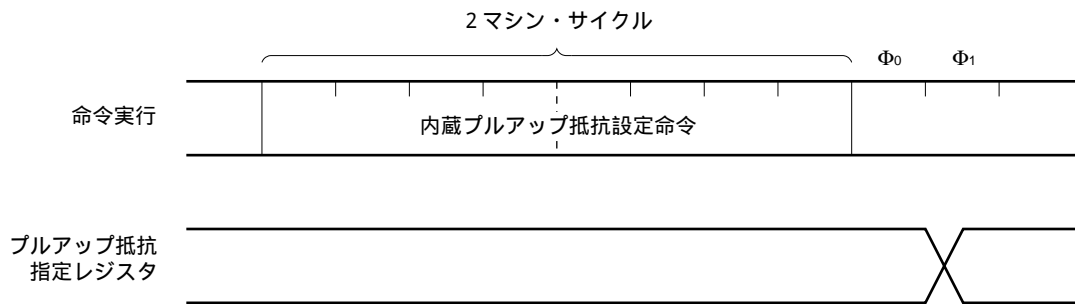 2マシン・サイクル
Φ0 Φ1
命令実行
内蔵プルアップ抵抗設定命令
プルアップ抵抗
指定レジスタ